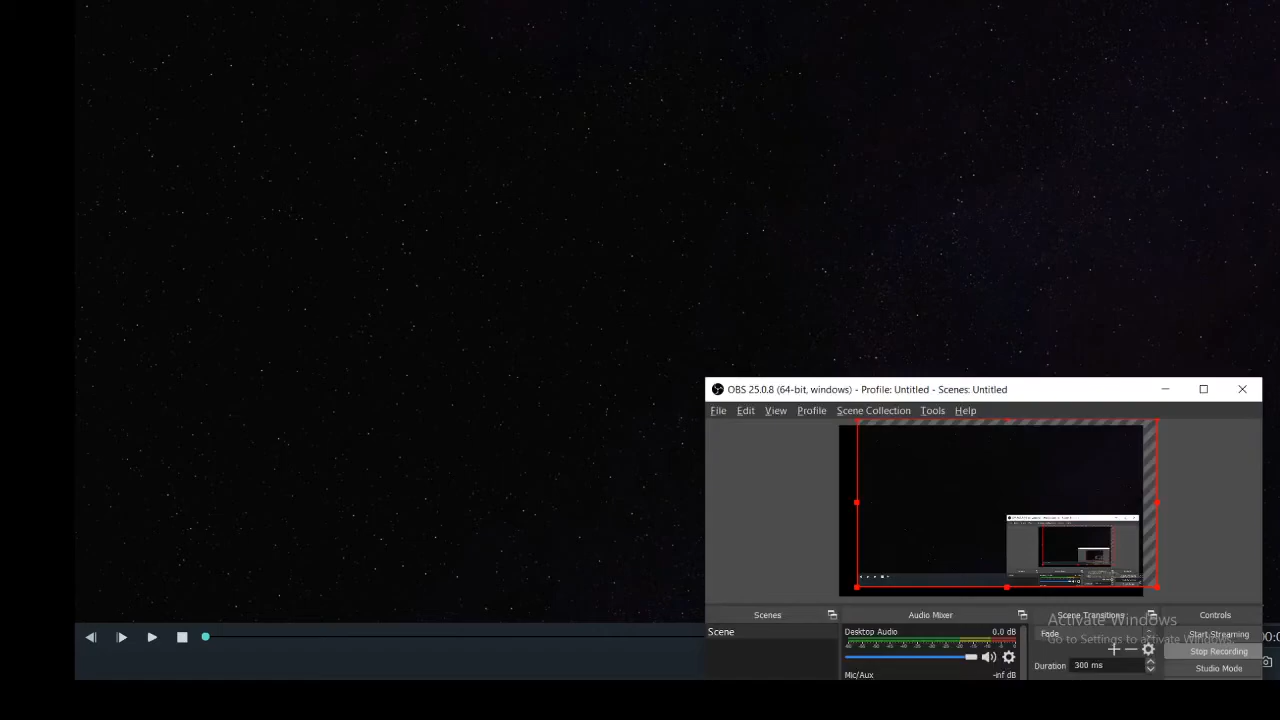 OBS 25.0.8 (64-bit, windows) - Profile: Untitled - Scenes: Untitled
File Edit View Profile Scene Collection Tools Help
Scenes Audio Mixer Scene Transitions Controls
Scene
Desktop Audio 0.0 dB
Fade
Activate Windows
Go to Settings to activate Windows.
Start Streaming
Stop Recording
Duration 300 ms
Studio Mode
Mic/Aux -inf dB